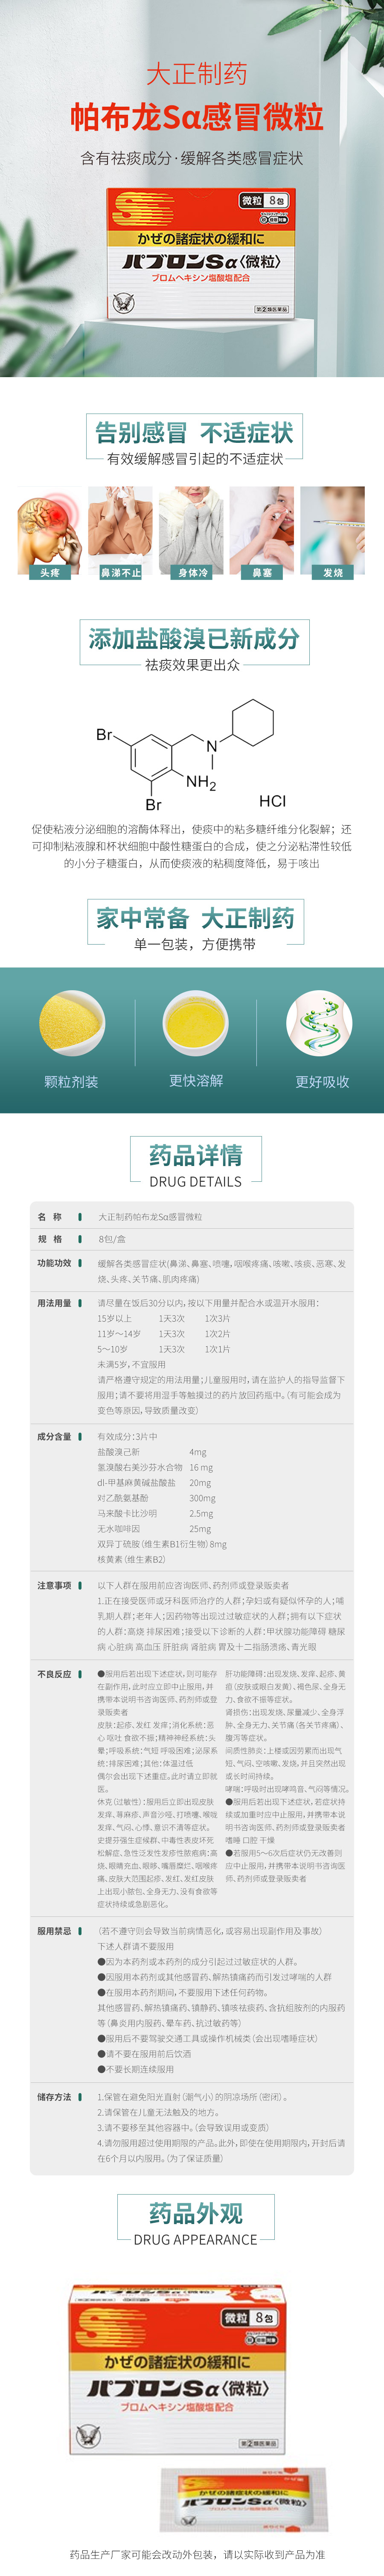 大正制药
帕布龙Sα感冒微粒
含有祛痰成分·缓解各类感冒症状
微粒 8包
かぜの諸症状の緩和に
パブロンSα〈微粒〉
ブロムヘキシン塩酸塩配合
第②類医薬品
告别感冒 不适症状
有效缓解感冒引起的不适症状
头疼
鼻涕不止
身体冷
鼻塞
发烧
添加盐酸溴已新成分
祛痰效果更出众
Br
N
NH2
Br
HCl
促使粘液分泌细胞的溶酶体释出，使痰中的粘多糖纤维分化裂解；还
可抑制粘液腺和杯状细胞中酸性糖蛋白的合成，使之分泌粘滞性较低
的小分子糖蛋白，从而使痰液的粘稠度降低，易于咳出
家中常备 大正制药
单一包装，方便携带
颗粒剂装
更快溶解
更好吸收
药品详情
DRUG DETAILS
名 称 大正制药帕布龙Sα感冒微粒
规 格 8包/盒
功能功效 缓解各类感冒症状(鼻涕、鼻塞、喷嚏，咽喉疼痛、咳嗽、咳痰、恶寒、发
烧、头疼、关节痛、肌肉疼痛)
用法用量 请尽量在饭后30分以内，按以下用量并配合水或温开水服用：
15岁以上 1天3次 1次3片
11岁～14岁 1天3次 1次2片
5～10岁 1天3次 1次1片
未满5岁，不宜服用
请严格遵守规定的用法用量；儿童服用时，请在监护人的指导监督下
服用；请不要将用湿手等触摸过的药片放回药瓶中。（有可能会成为
变色等原因，导致质量改变）
成分含量 有效成分：3片中
盐酸溴己新 4mg
氢溴酸右美沙芬水合物 16 mg
dl-甲基麻黄碱盐酸盐 20mg
对乙酰氨基酚 300mg
马来酸卡比沙明 2.5mg
无水咖啡因 25mg
双异丁硫胺（维生素B1衍生物）8mg
核黄素（维生素B2）
注意事项 以下人群在服用前应咨询医师、药剂师或登录贩卖者
1.正在接受医师或牙科医师治疗的人群；孕妇或有疑似怀孕的人；哺
乳期人群；老年人；因药物等出现过过敏症状的人群；拥有以下症状
的人群：高烧 排尿困难；接受以下诊断的人群：甲状腺功能障碍 糖尿
病 心脏病 高血压 肝脏病 肾脏病 胃及十二指肠溃疡、青光眼
不良反应 ●服用后若出现下述症状，则可能存
在副作用，此时应立即中止服用，并
携带本说明书咨询医师、药剂师或登
录贩卖者
皮肤：起疹、发红 发痒；消化系统：恶
心 呕吐 食欲不振；精神神经系统：头
晕；呼吸系统：气短 呼吸困难；泌尿系
统：排尿困难；其他：体温过低
偶尔会出现下述重症。此时请立即就
医。
休克（过敏性）：服用后立即出现皮肤
发痒、荨麻疹、声音沙哑、打喷嚏、喉咙
发痒、气闷、心悸、意识不清等症状。
史提芬强生症候群、中毒性表皮坏死
松解症、急性泛发性发疹性脓疱病：高
烧、眼睛充血、眼眵、嘴唇糜烂、咽喉疼
痛、皮肤大范围起疹、发红、发红皮肤
上出现小脓包、全身无力、没有食欲等
症状持续或急剧恶化。
肝功能障碍：出现发烧、发痒、起疹、黄
疸（皮肤或眼白发黄）、褐色尿、全身无
力、食欲不振等症状。
肾损伤：出现发烧、尿量减少、全身浮
肿、全身无力、关节痛（各关节疼痛）、
腹泻等症状。
间质性肺炎：上楼或因劳累而出现气
短、气闷、空咳嗽、发烧，并且突然出现
或长时间持续。
哮喘：呼吸时出现哮鸣音、气闷等情况。
●服用后若出现下述症状，若症状持
续或加重时应中止服用，并携带本说
明书咨询医师、药剂师或登录贩卖者
嗜睡 口腔 干燥
●若服用5～6次后症状仍无改善则
应中止服用，并携带本说明书咨询医
师、药剂师或登录贩卖者
服用禁忌 （若不遵守则会导致当前病情恶化，或容易出现副作用及事故）
下述人群请不要服用
●因为本药剂或本药剂的成分引起过过敏症状的人群。
●因服用本药剂或其他感冒药、解热镇痛药而引发过哮喘的人群
●在服用本药剂期间，不要服用下述任何药物。
其他感冒药、解热镇痛药、镇静药、镇咳祛痰药、含抗组胺剂的内服药
等（鼻炎用内服药、晕车药、抗过敏药等）
●服用后不要驾驶交通工具或操作机械类（会出现嗜睡症状）
●请不要在服用前后饮酒
●不要长期连续服用
储存方法 1.保管在避免阳光直射（潮气小）的阴凉场所（密闭）。
2.请保管在儿童无法触及的地方。
3.请不要移至其他容器中。（会导致误用或变质）
4.请勿服用超过使用期限的产品。此外，即使在使用期限内，开封后请
在6个月以内服用。（为了保证质量）
药品外观
DRUG APPEARANCE
微粒 8包
かぜの諸症状の緩和に
パブロンSα〈微粒〉
ブロムヘキシン塩酸塩配合
第②類医薬品
かぜの諸症状の緩和に
パブロンSα〈微粒〉
药品生产厂家可能会改动外包装，请以实际收到产品为准